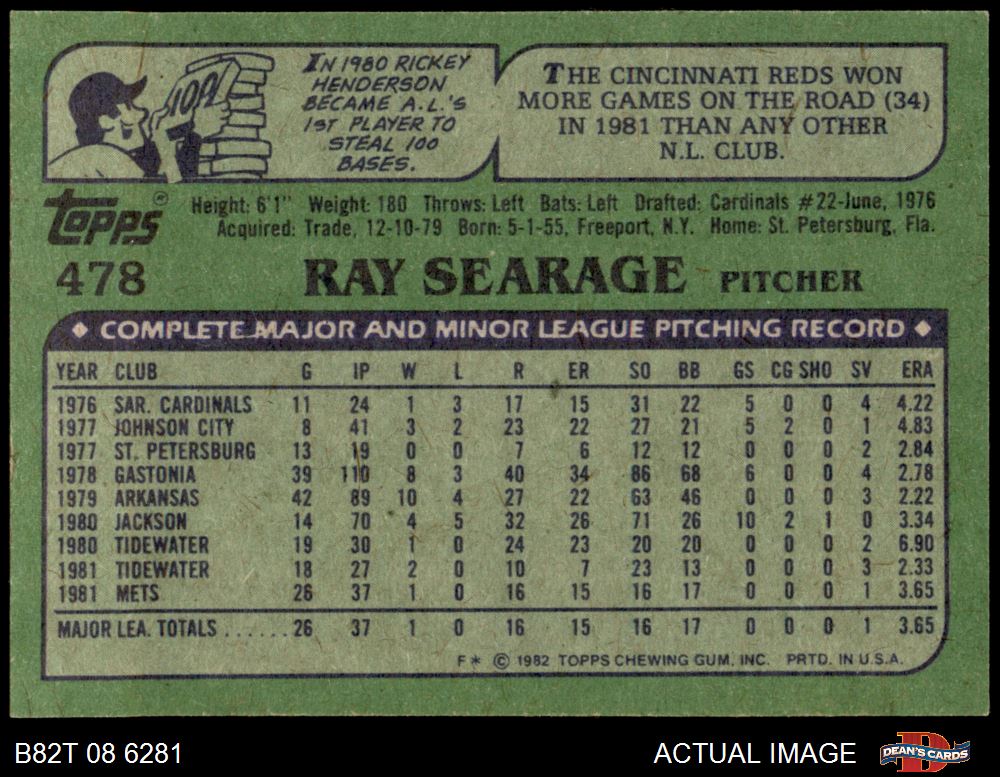 100!
IN 1980 RICKEY
HENDERSON
BECAME A.L.'S
1ST PLAYER TO
STEAL 100
BASES.
THE CINCINNATI REDS WON
MORE GAMES ON THE ROAD (34)
IN 1981 THAN ANY OTHER
N.L. CLUB.
TOPPS®
Height: 6'1" Weight: 180 Throws: Left Bats: Left Drafted: Cardinals #22-June, 1976
Acquired: Trade, 12-10-79 Born: 5-1-55, Freeport, N.Y. Home: St. Petersburg, Fla.
478 RAY SEARAGE PITCHER
◆ COMPLETE MAJOR AND MINOR LEAGUE PITCHING RECORD ◆
YEAR CLUB G IP W L R ER SO BB GS CG SHO SV ERA
1976 SAR. CARDINALS 11 24 1 3 17 15 31 22 5 0 0 4 4.22
1977 JOHNSON CITY 8 41 3 2 23 22 27 21 5 2 0 1 4.83
1977 ST. PETERSBURG 13 19 0 0 7 6 12 12 0 0 0 2 2.84
1978 GASTONIA 39 110 8 3 40 34 86 68 6 0 0 4 2.78
1979 ARKANSAS 42 89 10 4 27 22 63 46 0 0 0 3 2.22
1980 JACKSON 14 70 4 5 32 26 71 26 10 2 1 0 3.34
1980 TIDEWATER 19 30 1 0 24 23 20 20 0 0 0 2 6.90
1981 TIDEWATER 18 27 2 0 10 7 23 13 0 0 0 3 2.33
1981 METS 26 37 1 0 16 15 16 17 0 0 0 1 3.65
MAJOR LEA. TOTALS ......26 37 1 0 16 15 16 17 0 0 0 1 3.65
F* © 1982 TOPPS CHEWING GUM, INC. PRTD. IN U.S.A.
B82T 08 6281 ACTUAL IMAGE DEAN'S CARDS